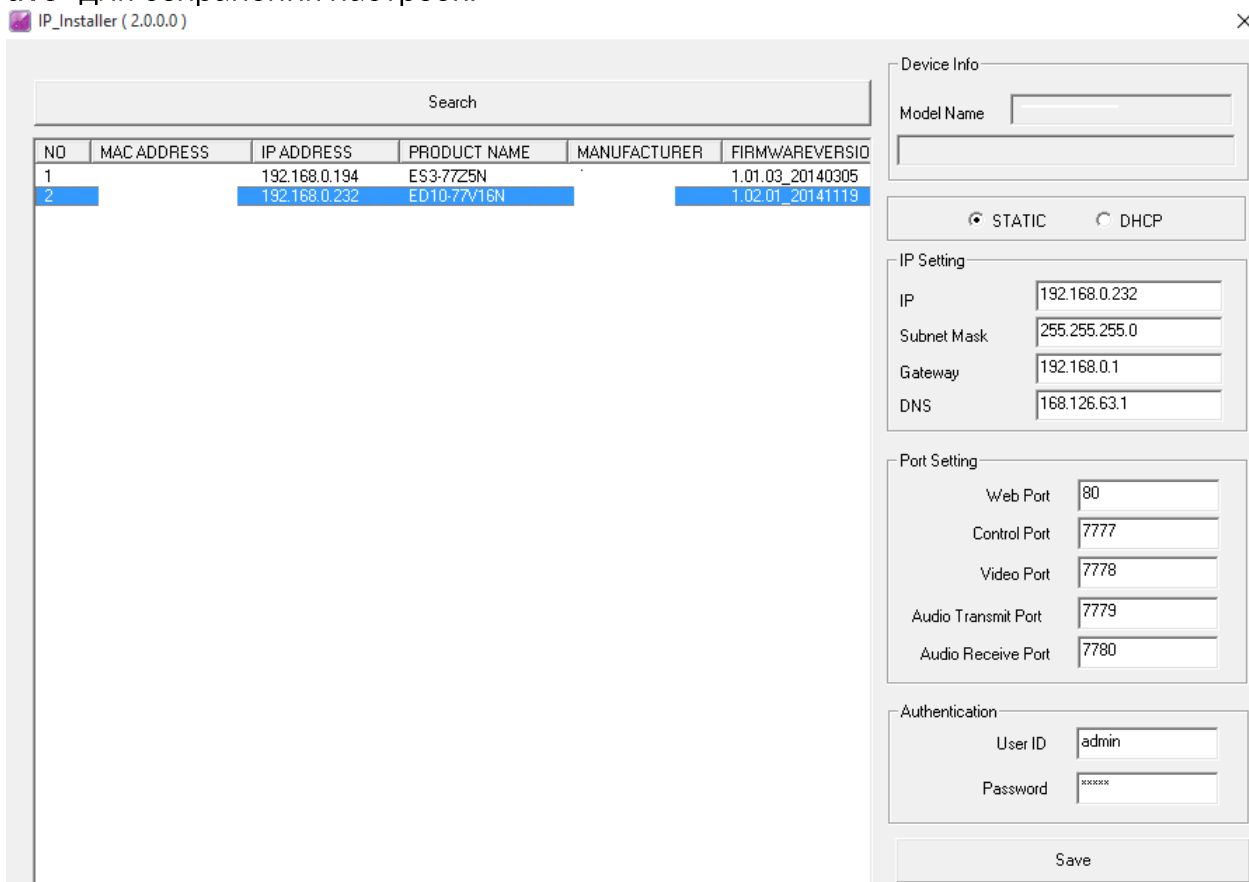 для сохранения настроек.
IP_Installer ( 2.0.0.0 )
Search
NO MAC ADDRESS IP ADDRESS PRODUCT NAME MANUFACTURER FIRMWAREVERSIO
1 192.168.0.194 ES3-77Z5N 1.01.03_20140305
2 192.168.0.232 ED10-77V16N 1.02.01_20141119
Device Info
Model Name
STATIC DHCP
IP Setting
IP 192.168.0.232
Subnet Mask 255.255.255.0
Gateway 192.168.0.1
DNS 168.126.63.1
Port Setting
Web Port 80
Control Port 7777
Video Port 7778
Audio Transmit Port 7779
Audio Receive Port 7780
Authentication
User ID admin
Password *****
Save